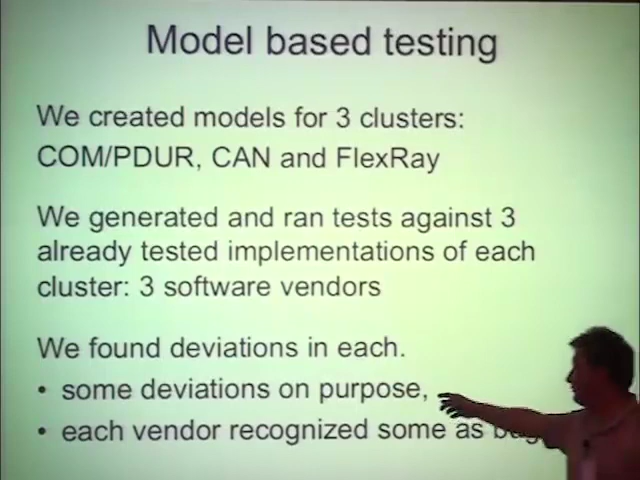 Model based testing
We created models for 3 clusters:
COM/PDUR, CAN and FlexRay
We generated and ran tests against 3
already tested implementations of each
cluster: 3 software vendors
We found deviations in each.
• some deviations on purpose,
• each vendor recognized some as